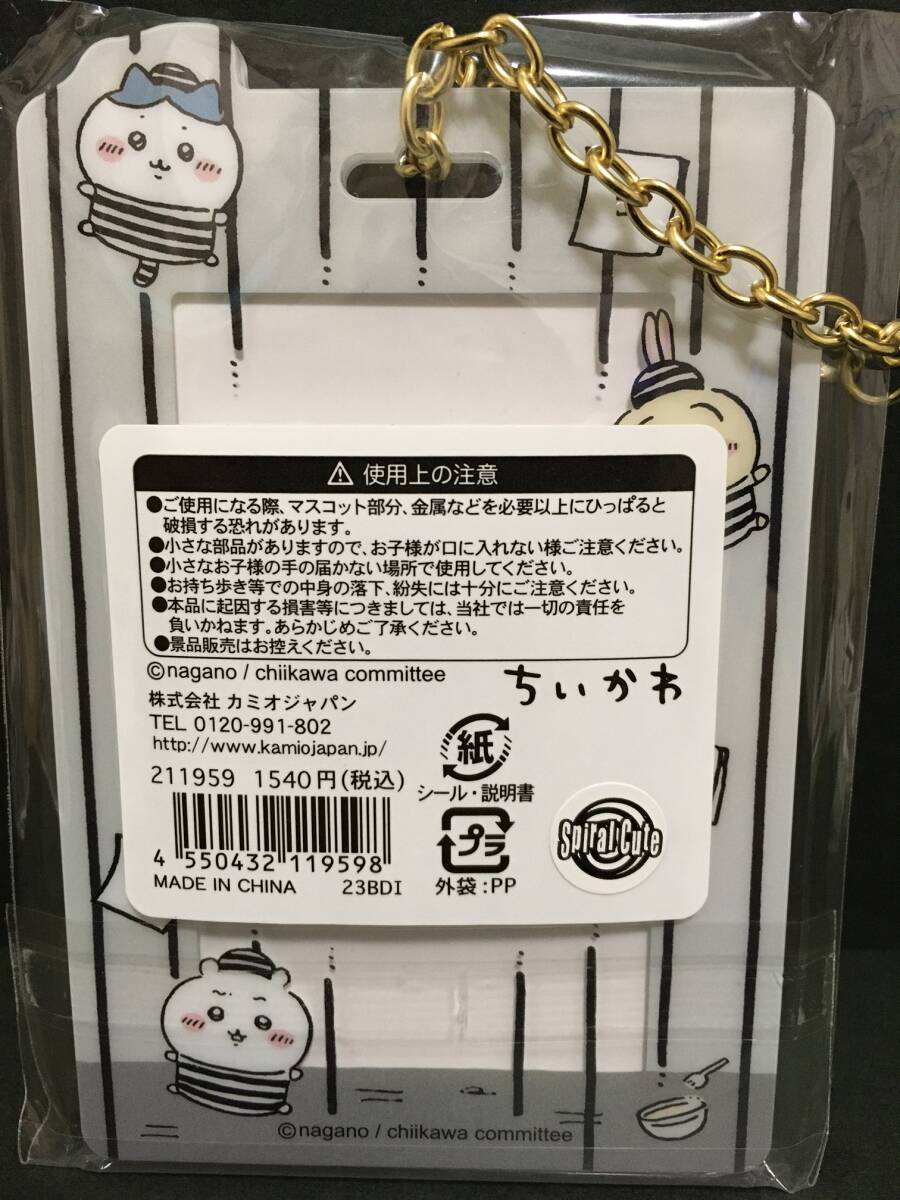 ⚠ 使用上の注意
●ご使用になる際、マスコット部分、金属などを必要以上にひっぱると
破損する恐れがあります。
●小さな部品がありますので、お子様が口に入れない様ご注意ください。
●小さなお子様の手の届かない場所で使用してください。
●お持ち歩き等での中身の落下、紛失には十分にご注意ください。
●本品に起因する損害等につきましては、当社では一切の責任を
負いかねます。あらかじめご了承ください。
●景品販売はお控えください。
©nagano / chiikawa committee
ちいかわ
株式会社 カミオジャパン
TEL 0120-991-802
http://www.kamiojapan.jp/
211959 1540円(税込)
4 550432 119598
MADE IN CHINA 23BDI
紙
シール・説明書
プラ
外袋:PP
Spiral Cute
©nagano / chiikawa committee